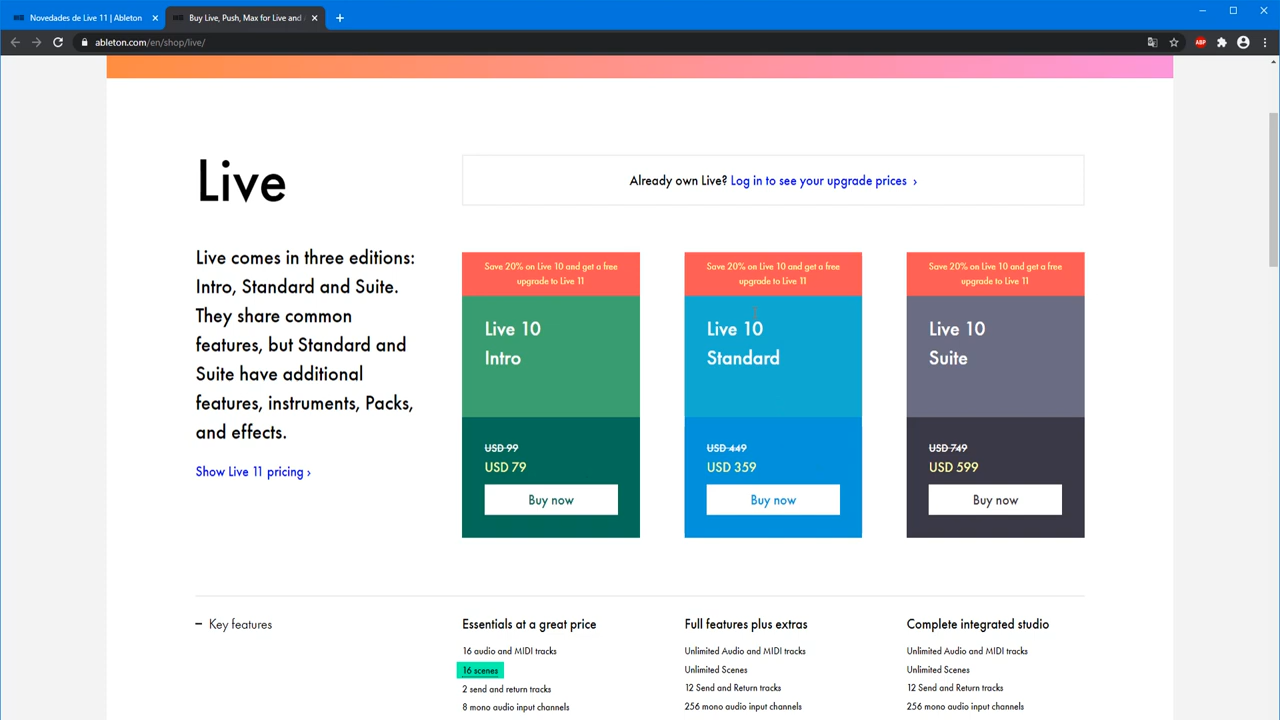 Novedades de Live 11 | Ableton
Buy Live, Push, Max for Live and
ableton.com/en/shop/live/
ABP
Live
Already own Live? Log in to see your upgrade prices ›
Live comes in three editions:
Intro, Standard and Suite.
They share common
features, but Standard and
Suite have additional
features, instruments, Packs,
and effects.
Show Live 11 pricing ›
Save 20% on Live 10 and get a free
upgrade to Live 11
Live 10
Intro
USD 99
USD 79
Buy now
Save 20% on Live 10 and get a free
upgrade to Live 11
Live 10
Standard
USD 449
USD 359
Buy now
Save 20% on Live 10 and get a free
upgrade to Live 11
Live 10
Suite
USD 749
USD 599
Buy now
Key features
Essentials at a great price
16 audio and MIDI tracks
16 scenes
2 send and return tracks
8 mono audio input channels
Full features plus extras
Unlimited Audio and MIDI tracks
Unlimited Scenes
12 Send and Return tracks
256 mono audio input channels
Complete integrated studio
Unlimited Audio and MIDI tracks
Unlimited Scenes
12 Send and Return tracks
256 mono audio input channels